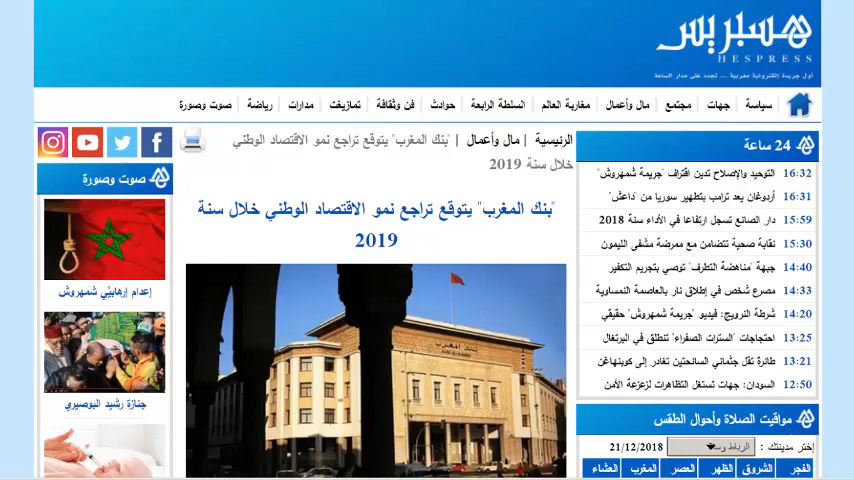 هسبريس
HESPRESS
أول جريدة إلكترونية مغربية ... تجدد على مدار الساعة
سياسة
جهات
مجتمع
مال وأعمال
مغاربة العالم
السلطة الرابعة
حوادث
فن وثقافة
تمازيغت
مدارات
رياضة
صوت وصورة
24 ساعة
16:32 التوحيد والإصلاح تدين اقتراف "جريمة شمهروش"
16:31 أردوغان يعد ترامب بتطهير سوريا من "داعش"
15:59 دار الصانع تسجل ارتفاعا في الأداء سنة 2018
15:30 نقابة صحية تتضامن مع ممرضة مشفى الليمون
14:40 جبهة "مناهضة التطرف" توصي بتجريم التكفير
14:33 مصرع شخص في إطلاق نار بالعاصمة النمساوية
14:20 شرطة النرويج: فيديو "جريمة شمهروش" حقيقي
13:25 احتجاجات "السترات الصفراء" تنطلق في البرتغال
13:21 طائرة تقل جثماني السائحتين تغادر إلى كوبنهاغن
12:50 السودان: جهات تستغل التظاهرات لزعزعة الأمن
مواقيت الصلاة وأحوال الطقس
إختر مدينتك :
الرباط وس
21/12/2018
الفجر الشروق الظهر العصر المغرب العشاء
الرئيسية | مال وأعمال | "بنك المغرب" يتوقع تراجع نمو الاقتصاد الوطني
خلال سنة 2019
"بنك المغرب" يتوقع تراجع نمو الاقتصاد الوطني خلال سنة
2019
بنك المغرب
صوت وصورة
إعدام إرهابيّي شمهروش
جنازة رشيد البوصيري